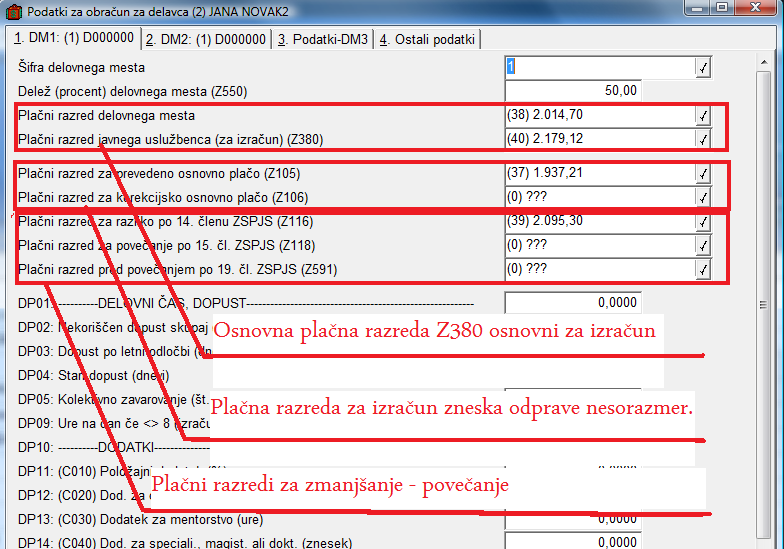 Podatki za obračun za delavca (2) JANA NOVAK2
1. DM1: (1) D000000 2. DM2: (1) D000000 3. Podatki-DM3 4. Ostali podatki
Šifra delovnega mesta 1
Delež (procent) delovnega mesta (Z550) 50,00
Plačni razred delovnega mesta (38) 2.014,70
Plačni razred javnega uslužbenca (za izračun) (Z380) (40) 2.179,12
Plačni razred za prevedeno osnovno plačo (Z105) (37) 1.937,21
Plačni razred za korekcijsko osnovno plačo (Z106) (0) ???
Plačni razred za razliko po 14. členu ZSPJS (Z116) (39) 2.095,30
Plačni razred za povečanje po 15. čl. ZSPJS (Z118) (0) ???
Plačni razred pred povečanjem po 19. čl. ZSPJS (Z591) (0) ???
DP01: ----------DELOVNI ČAS, DOPUST---------------------------------------------------------- 0,0000
DP02: Nekoriščen dopust skupaj
Osnovna plačna razreda Z380 osnovni za izračun
DP03: Dopust po letni odločbi (dn
DP04: Stari dopust (dnevi)
DP05: Kolektivno zavarovanje (št.
Plačna razreda za izračun zneska odprave nesorazmer.
DP09: Ure na dan če <> 8 (izraču
DP10: ----------DODATKI----------
DP11: (C010) Položajni 0,0000
Plačni razredi za zmanjšanje - povečanje
DP12: (C020) Dod. za
DP13: (C030) Dodatek za mentorstvo (ure) 0,0000
DP14: (C040) Dod. za speciali., magist. ali dokt. (znesek) 0,0000